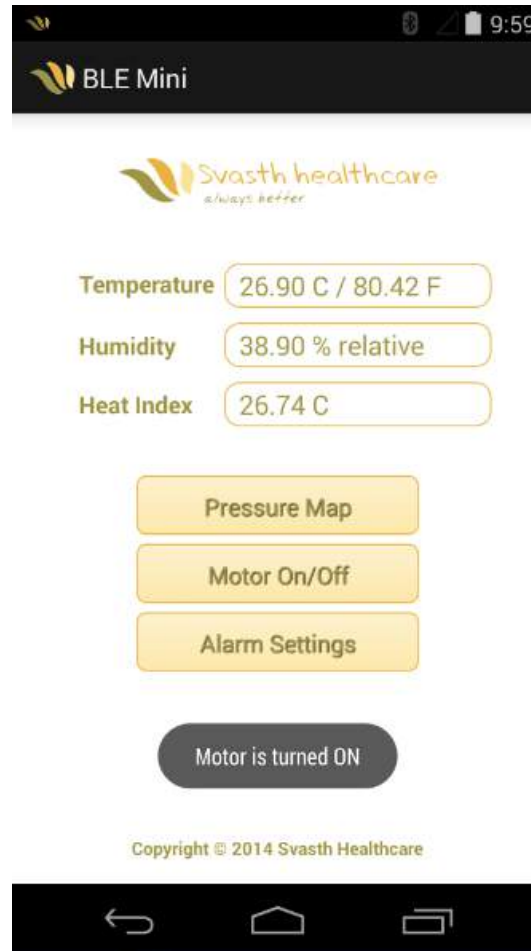 9:59
BLE Mini
Svasth healthcare
always better
Temperature 26.90 C / 80.42 F
Humidity 38.90 % relative
Heat Index 26.74 C
Pressure Map
Motor On/Off
Alarm Settings
Motor is turned ON
Copyright © 2014 Svasth Healthcare